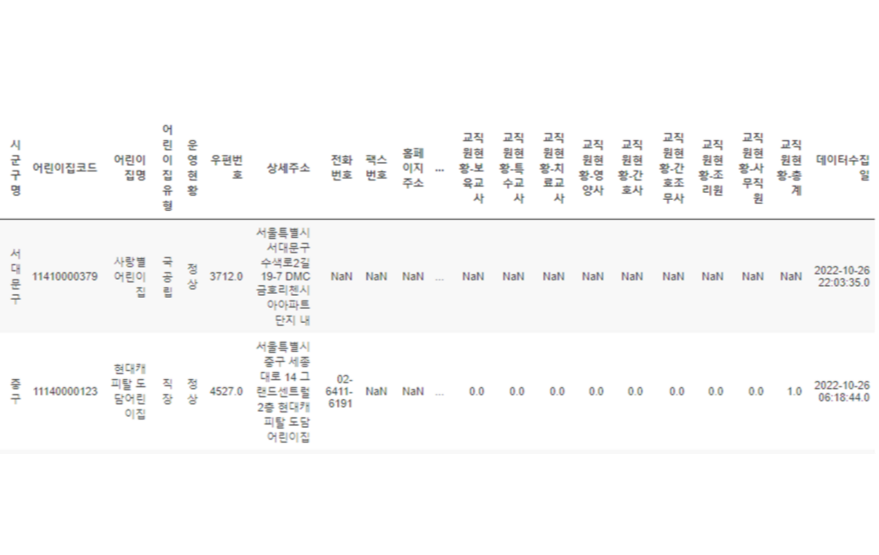 시군구명 어린이집코드 어린이집명 어린이집유형 운영현황 우편번호 상세주소 전화번호 팩스번호 홈페이지주소 ... 교직원현황-보육교사 교직원현황-특수교사 교직원현황-치료교사 교직원현황-영양사 교직원현황-간호사 교직원현황-간호조무사 교직원현황-조리원 교직원현황-사무직원 교직원현황-총계 데이터수집일
서대문구 11410000379 사랑별어린이집 국공립 정상 3712.0 서울특별시 서대문구 수색로2길 19-7 DMC 금호리첸시아아파트 단지 내 NaN NaN NaN ... NaN NaN NaN NaN NaN NaN NaN NaN NaN 2022-10-26 22:03:35.0
중구 11140000123 현대캐피탈 도담어린이집 직장 정상 4527.0 서울특별시 중구 세종대로 14 그랜드센트럴 2층 현대캐피탈 도담어린이집 02-6411-6191 NaN NaN ... 0.0 0.0 0.0 0.0 0.0 0.0 0.0 0.0 1.0 2022-10-26 06:18:44.0